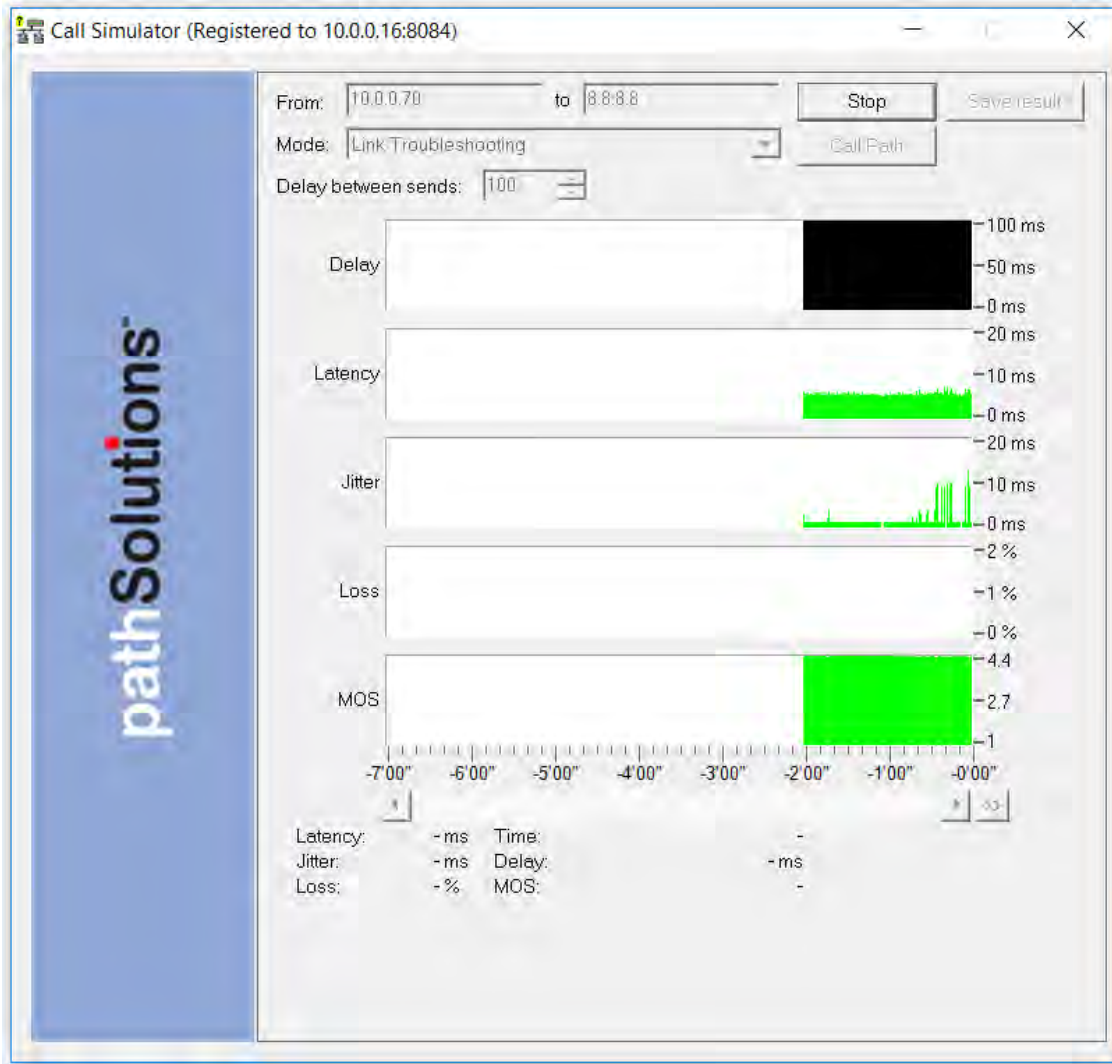 Call Simulator (Registered to 10.0.0.16:8084)
From: 10.0.0.70 to 8.8.8.8 Stop Save result
Mode: Link Troubleshooting Call Path
Delay between sends: 100
pathSolutions™
Delay
100 ms
50 ms
0 ms
Latency
20 ms
10 ms
0 ms
Jitter
20 ms
10 ms
0 ms
Loss
2 %
1 %
0 %
MOS
4.4
2.7
1
-7'00" -6'00" -5'00" -4'00" -3'00" -2'00" -1'00" -0'00"
>>
Latency: - ms Time: -
Jitter: - ms Delay: - ms
Loss: - % MOS: -